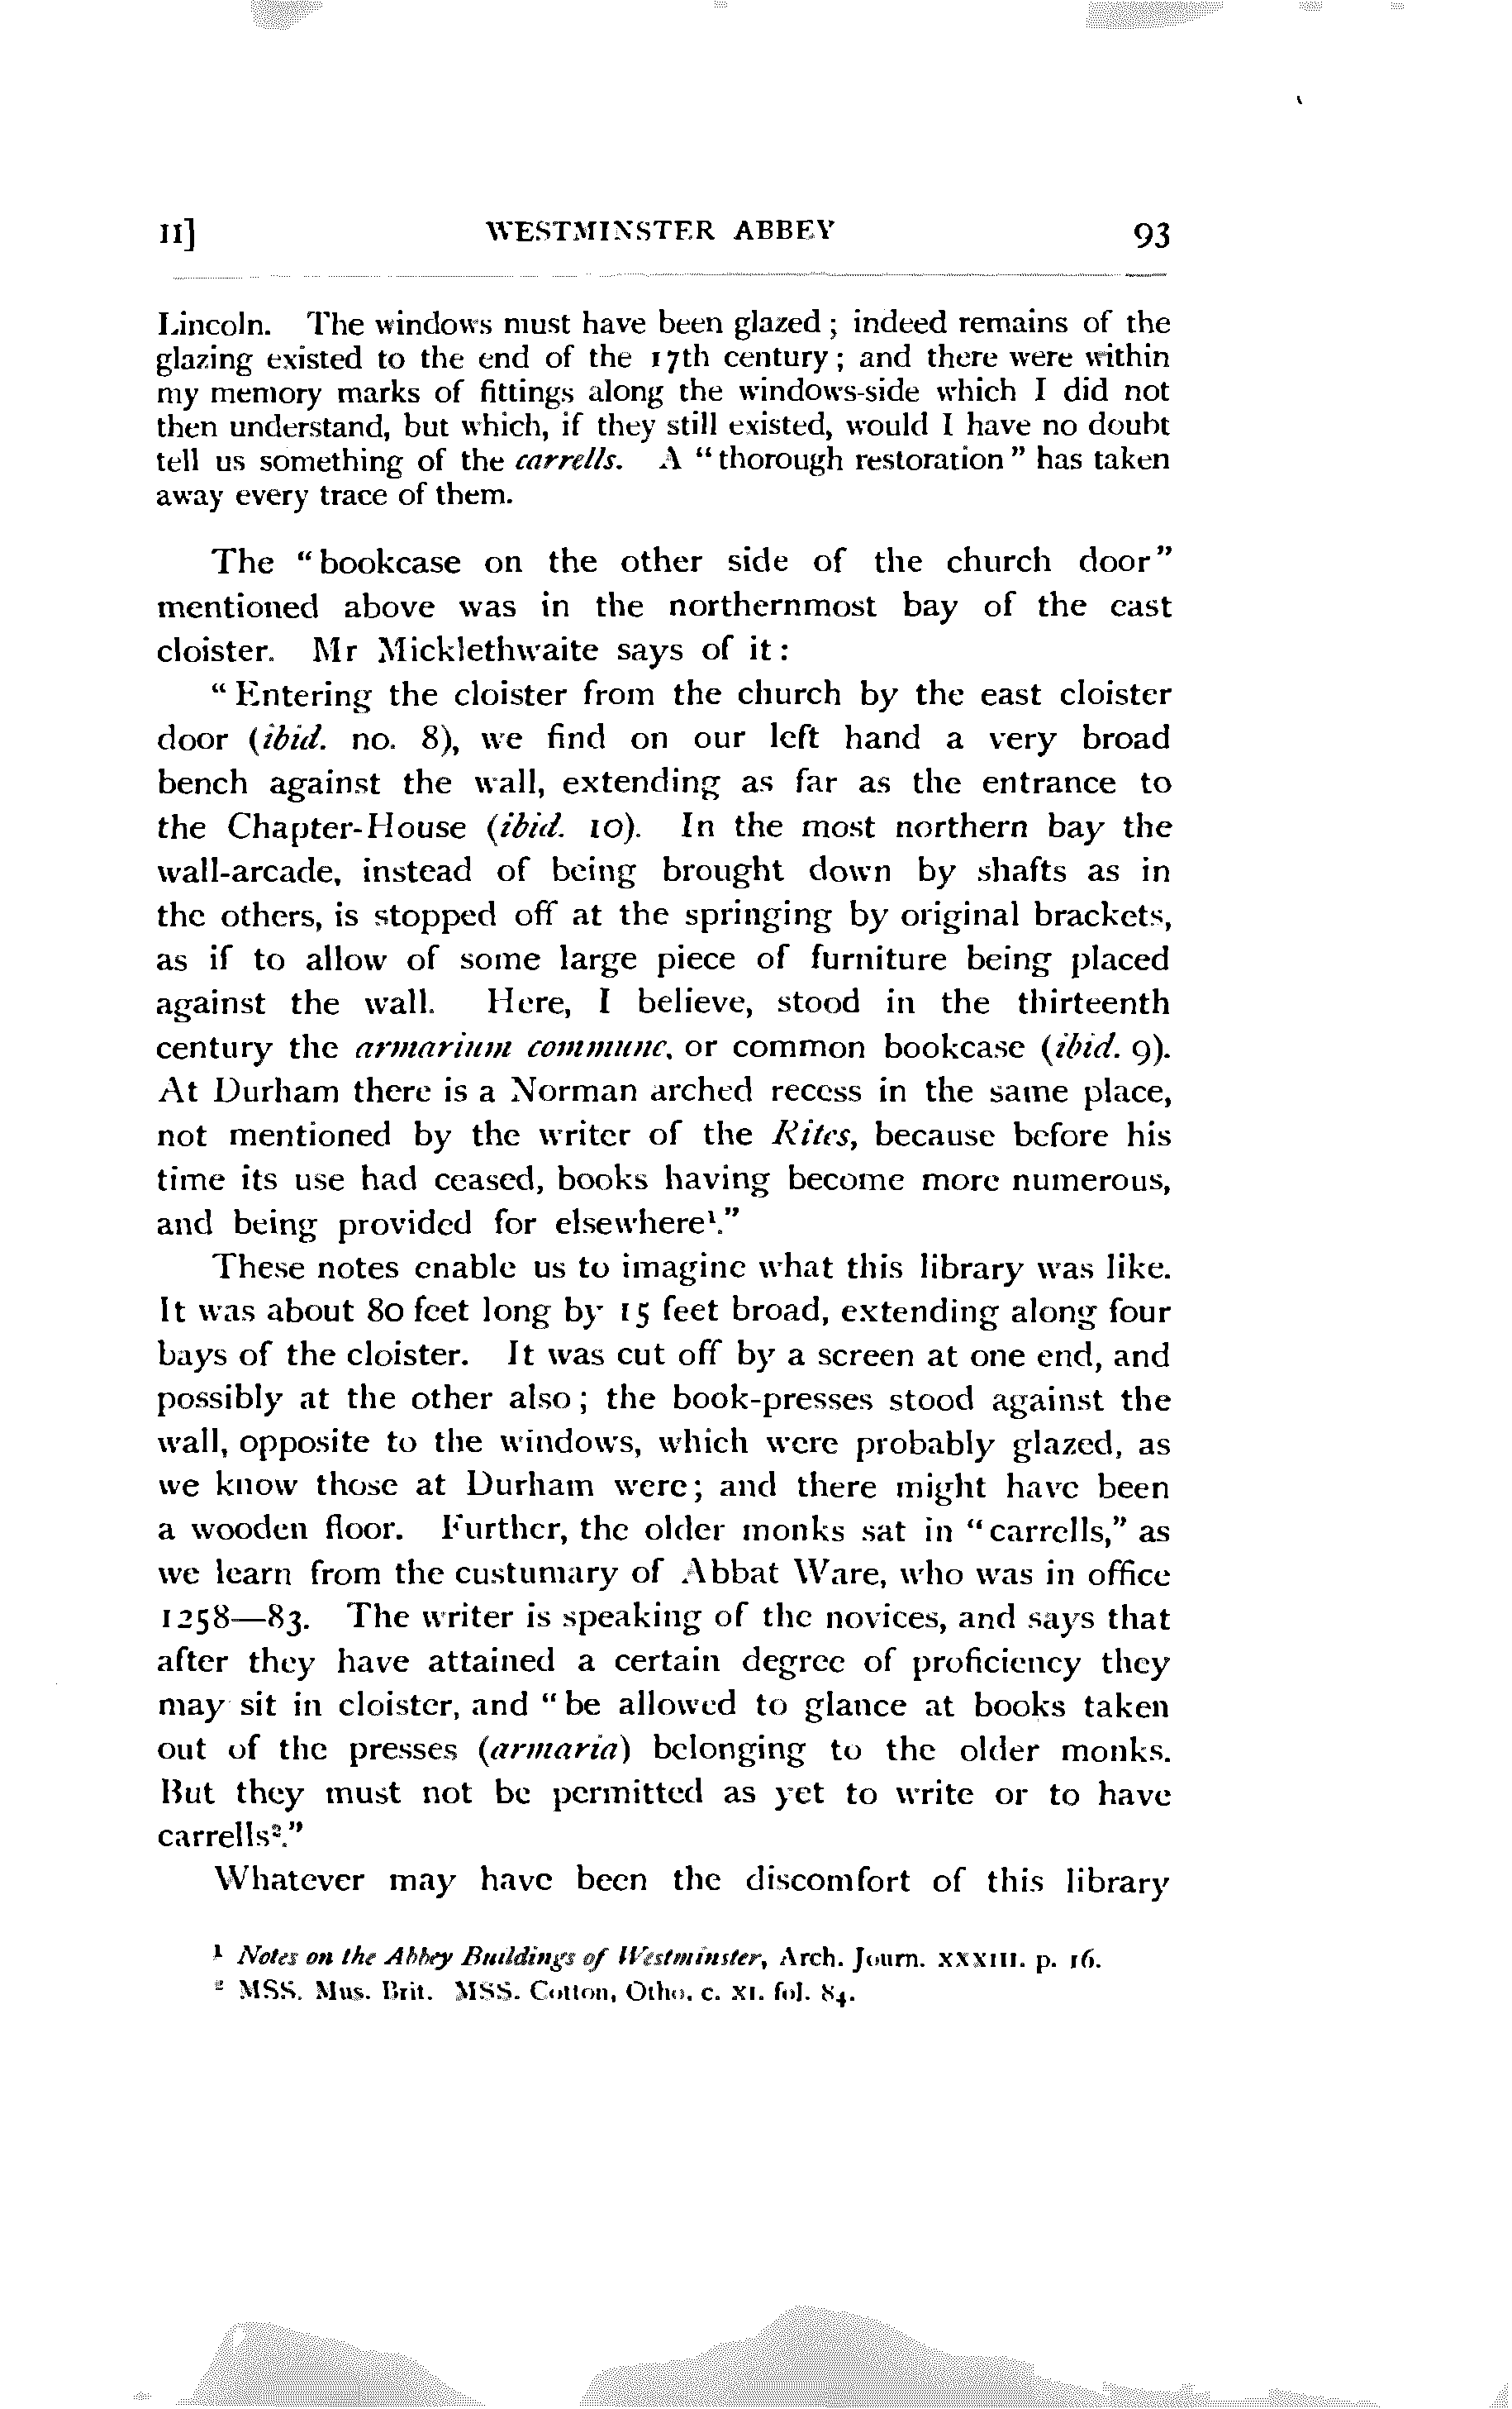 II] WESTMINSTER ABBEY 93
Lincoln. The windows must have been glazed ; indeed remains of the
glazing existed to the end of the 17th century ; and there were within
my memory marks of fittings along the windows-side which I did not
then understand, but which, if they still existed, would I have no doubt
tell us something of the carrells. A “thorough restoration” has taken
away every trace of them.
The “bookcase on the other side of the church door”
mentioned above was in the northernmost bay of the east
cloister. Mr Micklethwaite says of it :
“Entering the cloister from the church by the east cloister
door (ibid. no. 8), we find on our left hand a very broad
bench against the wall, extending as far as the entrance to
the Chapter-House (ibid. 10). In the most northern bay the
wall-arcade, instead of being brought down by shafts as in
the others, is stopped off at the springing by original brackets,
as if to allow of some large piece of furniture being placed
against the wall. Here, I believe, stood in the thirteenth
century the armarium commune, or common bookcase (ibid. 9).
At Durham there is a Norman arched recess in the same place,
not mentioned by the writer of the Rites, because before his
time its use had ceased, books having become more numerous,
and being provided for elsewhere¹.”
These notes enable us to imagine what this library was like.
It was about 80 feet long by 15 feet broad, extending along four
bays of the cloister. It was cut off by a screen at one end, and
possibly at the other also ; the book-presses stood against the
wall, opposite to the windows, which were probably glazed, as
we know those at Durham were ; and there might have been
a wooden floor. Further, the older monks sat in “carrells,” as
we learn from the custumary of Abbat Ware, who was in office
1258—83. The writer is speaking of the novices, and says that
after they have attained a certain degree of proficiency they
may sit in cloister, and “be allowed to glance at books taken
out of the presses (armaria) belonging to the older monks.
But they must not be permitted as yet to write or to have
carrells².”
Whatever may have been the discomfort of this library
¹ Notes on the Abbey Buildings of Westminster, Arch. Journ. XXXIII. p. 16.
² MSS. Mus. Brit. MSS. Cotton, Otho. c. XI. fol. 84.